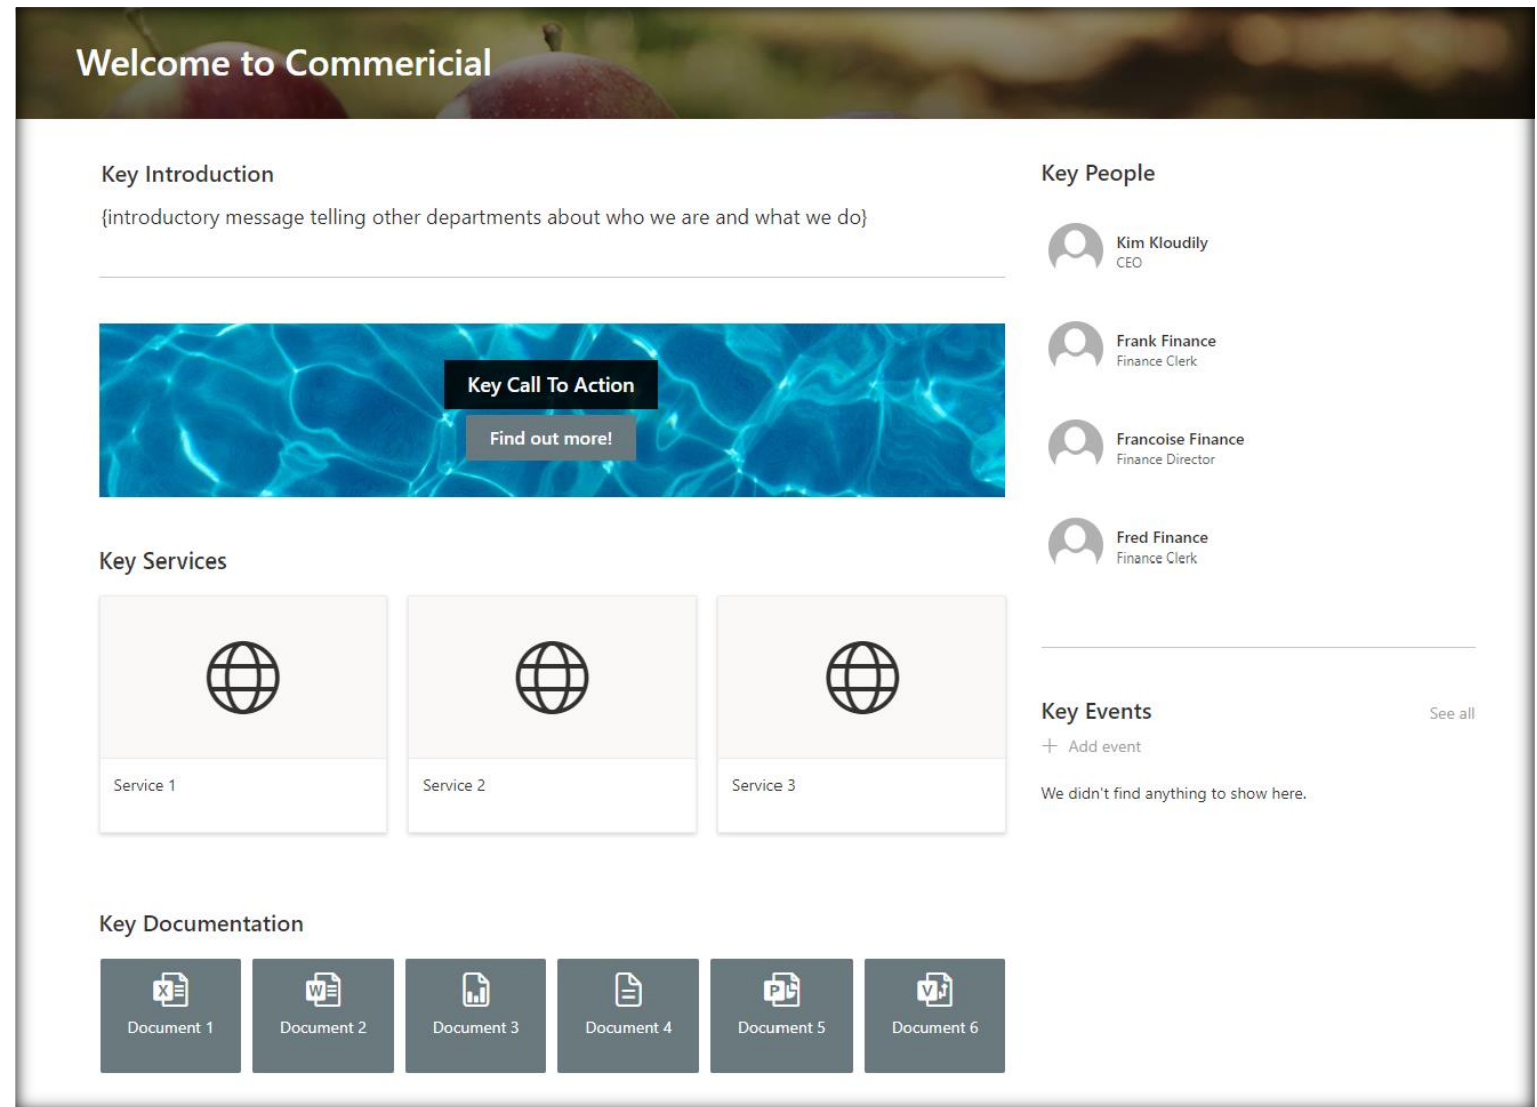 Welcome to Commericial
Key Introduction
{introductory message telling other departments about who we are and what we do}
Key Call To Action
Find out more!
Key Services
Service 1
Service 2
Service 3
Key Documentation
X
Document 1
W
Document 2
Document 3
Document 4
P
Document 5
V
Document 6
Key People
Kim Kloudily
CEO
Frank Finance
Finance Clerk
Francoise Finance
Finance Director
Fred Finance
Finance Clerk
Key Events
See all
+ Add event
We didn't find anything to show here.